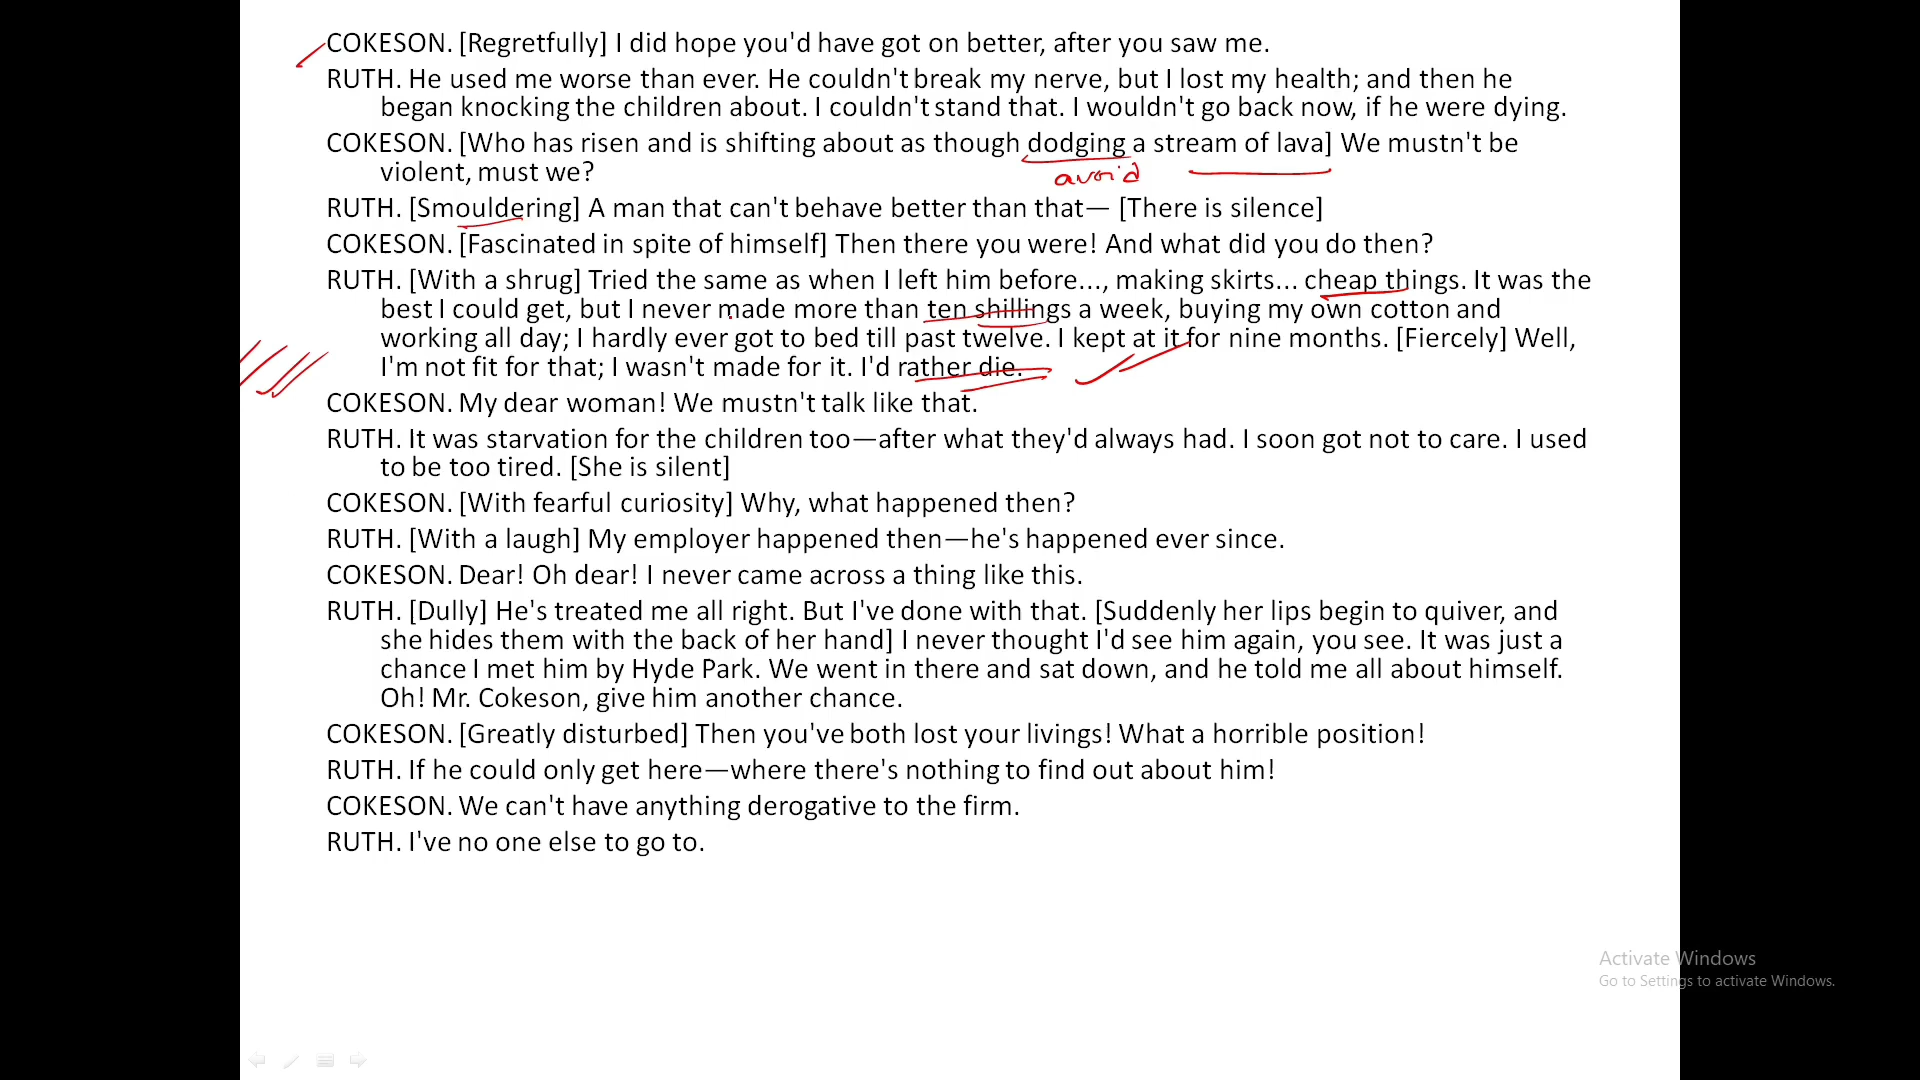 COKESON. [Regretfully] I did hope you'd have got on better, after you saw me.
RUTH. He used me worse than ever. He couldn't break my nerve, but I lost my health; and then he
began knocking the children about. I couldn't stand that. I wouldn't go back now, if he were dying.
COKESON. [Who has risen and is shifting about as though dodging a stream of lava] We mustn't be
avoid
violent, must we?
RUTH. [Smouldering] A man that can't behave better than that— [There is silence]
COKESON. [Fascinated in spite of himself] Then there you were! And what did you do then?
RUTH. [With a shrug] Tried the same as when I left him before..., making skirts... cheap things. It was the
best I could get, but I never made more than ten shillings a week, buying my own cotton and
working all day; I hardly ever got to bed till past twelve. I kept at it for nine months. [Fiercely] Well,
I'm not fit for that; I wasn't made for it. I'd rather die.
COKESON. My dear woman! We mustn't talk like that.
RUTH. It was starvation for the children too—after what they'd always had. I soon got not to care. I used
to be too tired. [She is silent]
COKESON. [With fearful curiosity] Why, what happened then?
RUTH. [With a laugh] My employer happened then—he's happened ever since.
COKESON. Dear! Oh dear! I never came across a thing like this.
RUTH. [Dully] He's treated me all right. But I've done with that. [Suddenly her lips begin to quiver, and
she hides them with the back of her hand] I never thought I'd see him again, you see. It was just a
chance I met him by Hyde Park. We went in there and sat down, and he told me all about himself.
Oh! Mr. Cokeson, give him another chance.
COKESON. [Greatly disturbed] Then you've both lost your livings! What a horrible position!
RUTH. If he could only get here—where there's nothing to find out about him!
COKESON. We can't have anything derogative to the firm.
RUTH. I've no one else to go to.
Activate Windows
Go to Settings to activate Windows.